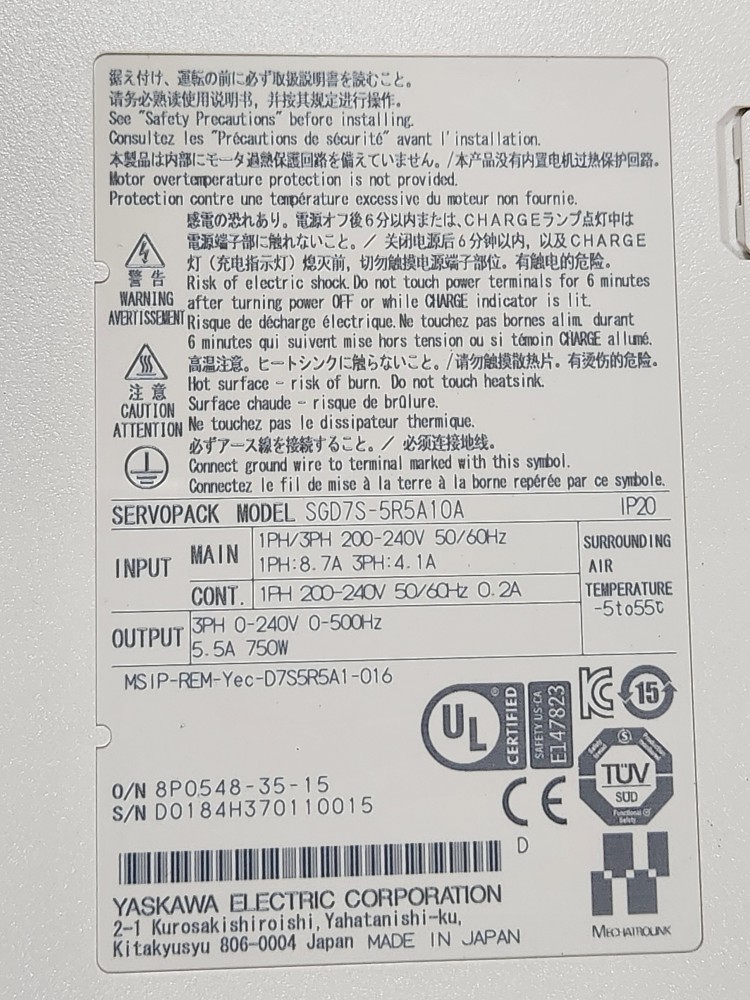 据え付け、運転の前に必ず取扱説明書を読むこと。
请务必熟读使用说明书，并按其规定进行操作。
See "Safety Precautions" before installing.
Consultez les "Précautions de sécurité" avant l'installation.
本製品は内部にモータ過熱保護回路を備えていません。/本产品没有内置电机过热保护回路。
Motor overtemperature protection is not provided.
Protection contre une température excessive du moteur non fournie.
警告
WARNING
AVERTISSEMENT
感電の恐れあり。電源オフ後6分以内または、CHARGEランプ点灯中は
電源端子部に触れないこと。／ 关闭电源后6分钟以内，以及CHARGE
灯（充电指示灯）熄灭前，切勿触摸电源端子部位。有触电的危险。
Risk of electric shock. Do not touch power terminals for 6 minutes
after turning power OFF or while CHARGE indicator is lit.
Risque de décharge électrique. Ne touchez pas bornes alim. durant
6 minutes qui suivent mise hors tension ou si témoin CHARGE allumé.
注意
CAUTION
ATTENTION
高温注意。ヒートシンクに触らないこと。/请勿触摸散热片。有烫伤的危险。
Hot surface - risk of burn. Do not touch heatsink.
Surface chaude - risque de brûlure.
Ne touchez pas le dissipateur thermique.
必ずアース線を接続すること。／ 必须连接地线。
Connect ground wire to terminal marked with this symbol.
Connectez le fil de mise à la terre à la borne repérée par ce symbole.
SERVOPACK MODEL SGD7S-5R5A10A IP20
INPUT
MAIN
1PH/3PH 200-240V 50/60Hz
1PH:8.7A 3PH:4.1A
CONT. 1PH 200-240V 50/60Hz 0.2A
SURROUNDING
AIR
TEMPERATURE
-5to55℃
OUTPUT
3PH 0-240V 0-500Hz
5.5A 750W
MSIP-REM-Yec-D7S5R5A1-016
UL ®
CERTIFIED
SAFETY US-CA
E147823
KC
15
TÜV
SÜD
Functional
Safety
CE
O/N 8P0548-35-15
S/N D0184H370110015
D
YASKAWA ELECTRIC CORPORATION
2-1 Kurosakishiroishi, Yahatanishi-ku,
Kitakyusyu 806-0004 Japan MADE IN JAPAN
MECHATROLINK